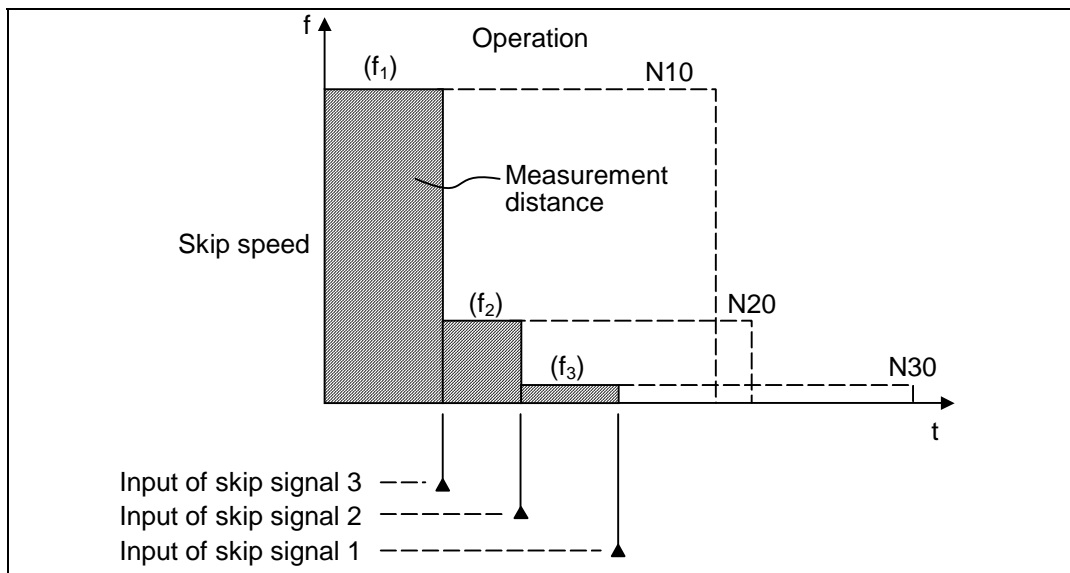 f
Operation
(f₁)
N10
Measurement
distance
Skip speed
(f₂)
N20
(f₃)
N30
t
Input of skip signal 3
Input of skip signal 2
Input of skip signal 1